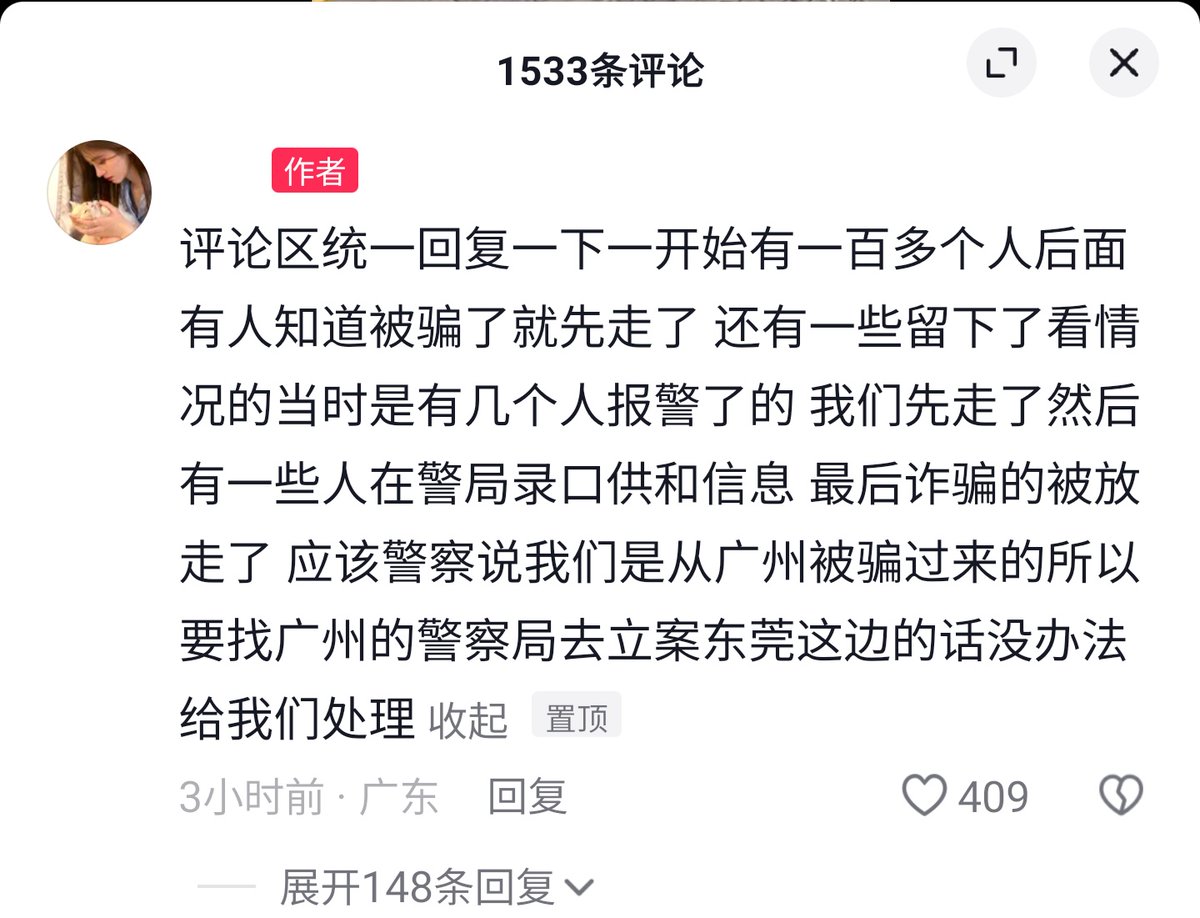 1533条评论
作者
评论区统一回复一下一开始有一百多个人后面
有人知道被骗了就先走了 还有一些留下了看情
况的当时是有几个人报警了的 我们先走了然后
有一些人在警局录口供和信息 最后诈骗的被放
走了 应该警察说我们是从广州被骗过来的所以
要找广州的警察局去立案东莞这边的话没办法
给我们处理 收起 置顶
3小时前 · 广东 回复 409
展开148条回复